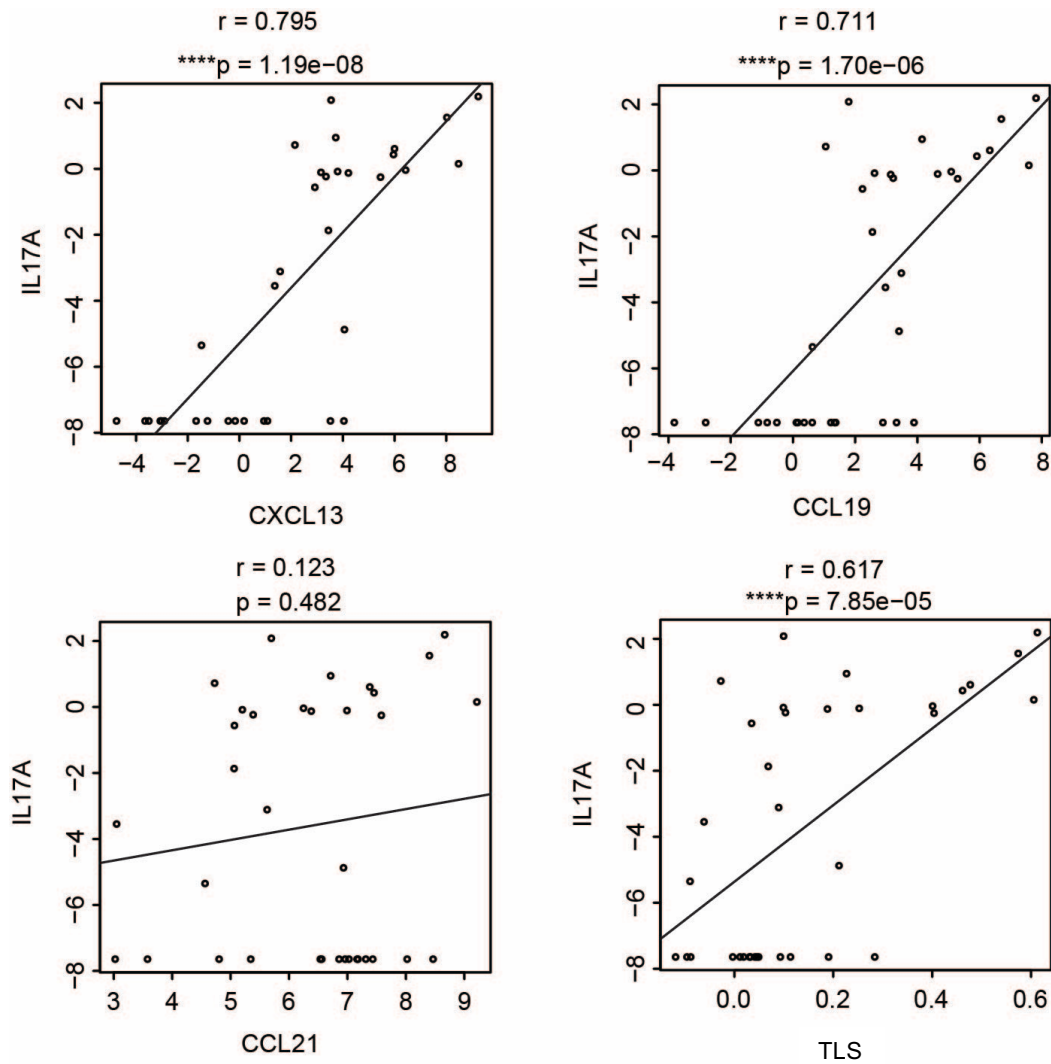 r = 0.795
****p = 1.19e−08
2
0
−2
−4
−6
−8
IL17A
−4 −2 0 2 4 6 8
CXCL13
r = 0.711
****p = 1.70e−06
2
0
−2
−4
−6
−8
IL17A
−4 −2 0 2 4 6 8
CCL19
r = 0.123
p = 0.482
2
0
−2
−4
−6
−8
IL17A
3 4 5 6 7 8 9
CCL21
r = 0.617
****p = 7.85e−05
2
0
−2
−4
−6
−8
IL17A
0.0 0.2 0.4 0.6
TLS